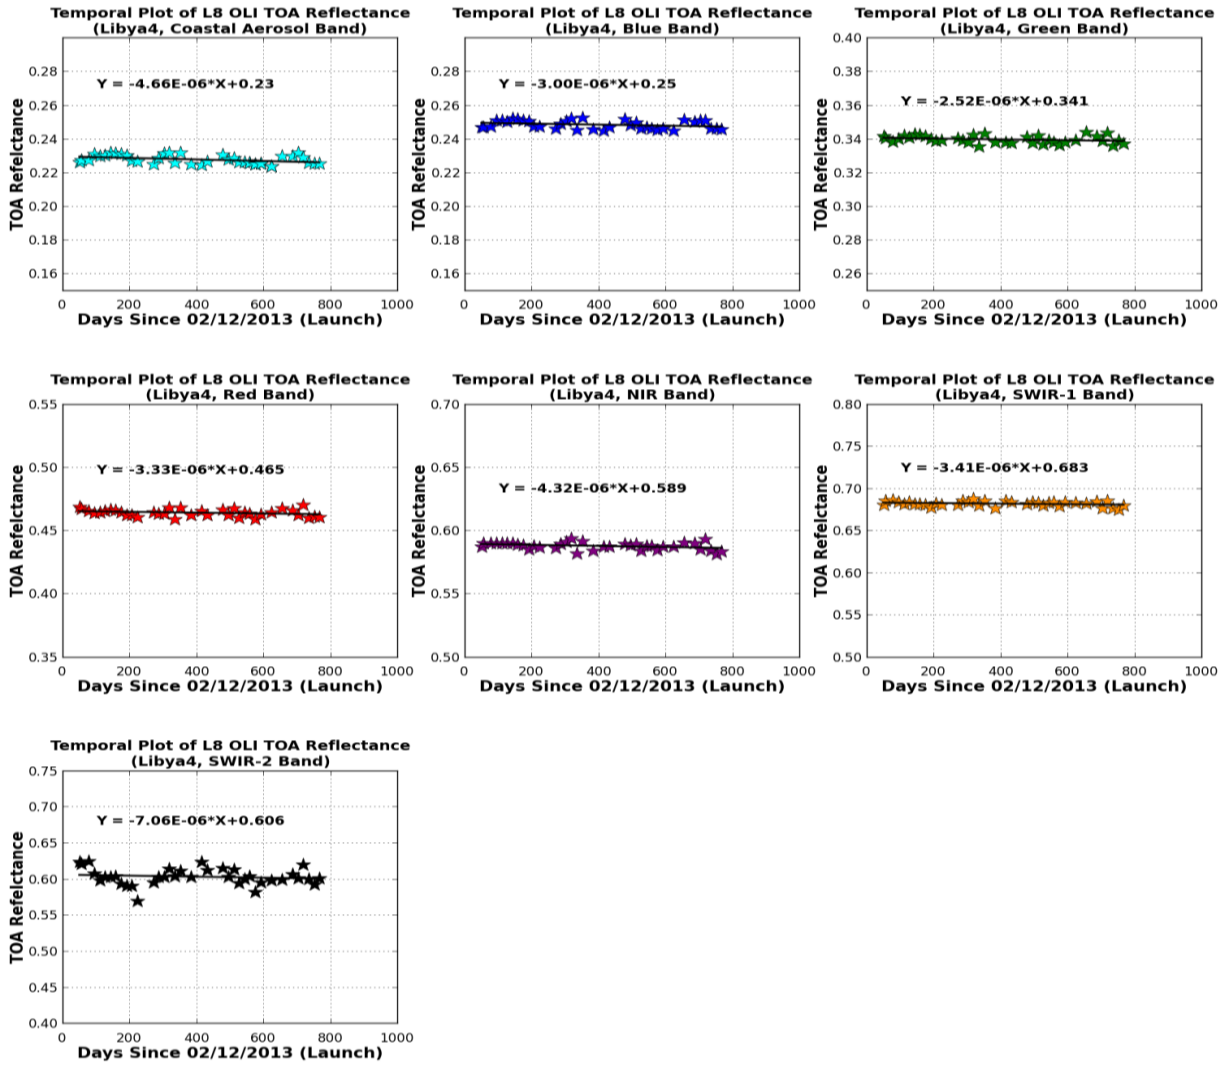 Temporal Plot of L8 OLI TOA Reflectance
(Libya4, Coastal Aerosol Band)
Y = -4.66E-06*X+0.23
TOA Refelctance
0.28
0.26
0.24
0.22
0.20
0.18
0.16
0 200 400 600 800 1000
Days Since 02/12/2013 (Launch)
Temporal Plot of L8 OLI TOA Reflectance
(Libya4, Blue Band)
Y = -3.00E-06*X+0.25
TOA Refelctance
0.28
0.26
0.24
0.22
0.20
0.18
0.16
0 200 400 600 800 1000
Days Since 02/12/2013 (Launch)
Temporal Plot of L8 OLI TOA Reflectance
(Libya4, Green Band)
Y = -2.52E-06*X+0.341
TOA Refelctance
0.40
0.38
0.36
0.34
0.32
0.30
0.28
0.26
0 200 400 600 800 1000
Days Since 02/12/2013 (Launch)
Temporal Plot of L8 OLI TOA Reflectance
(Libya4, Red Band)
Y = -3.33E-06*X+0.465
TOA Refelctance
0.55
0.50
0.45
0.40
0.35
0 200 400 600 800 1000
Days Since 02/12/2013 (Launch)
Temporal Plot of L8 OLI TOA Reflectance
(Libya4, NIR Band)
Y = -4.32E-06*X+0.589
TOA Refelctance
0.70
0.65
0.60
0.55
0.50
0 200 400 600 800 1000
Days Since 02/12/2013 (Launch)
Temporal Plot of L8 OLI TOA Reflectance
(Libya4, SWIR-1 Band)
Y = -3.41E-06*X+0.683
TOA Refelctance
0.80
0.75
0.70
0.65
0.60
0.55
0.50
0 200 400 600 800 1000
Days Since 02/12/2013 (Launch)
Temporal Plot of L8 OLI TOA Reflectance
(Libya4, SWIR-2 Band)
Y = -7.06E-06*X+0.606
TOA Refelctance
0.75
0.70
0.65
0.60
0.55
0.50
0.45
0.40
0 200 400 600 800 1000
Days Since 02/12/2013 (Launch)